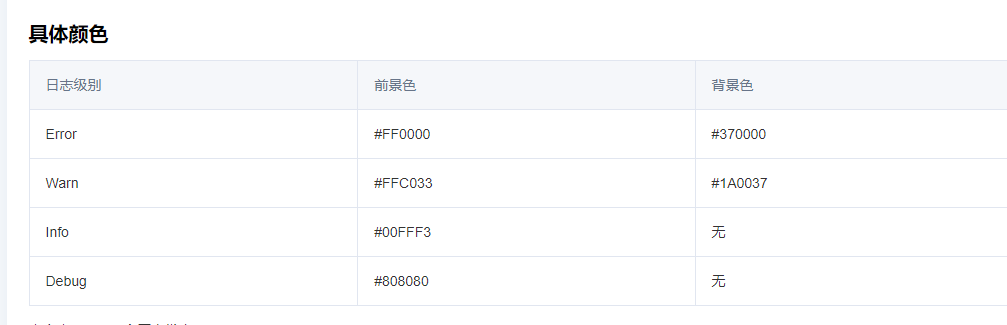 具体颜色
日志级别 前景色 背景色
Error #FF0000 #370000
Warn #FFC033 #1A0037
Info #00FFF3 无
Debug #808080 无